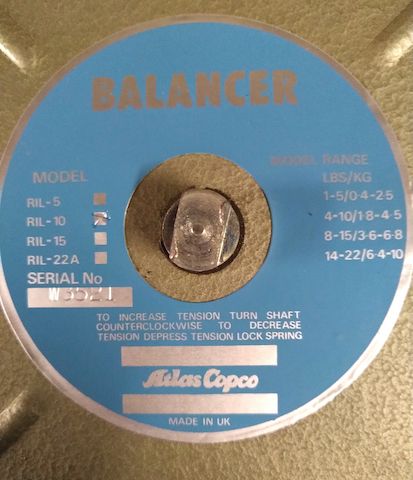 BALANCER
MODEL
MODEL RANGE
LBS/KG
RIL-5
1-5/0·4-2·5
RIL-10
4-10/1·8-4·5
RIL-15
8-15/3·6-6·8
RIL-22A
14-22/6·4-10
SERIAL No
W3521
TO INCREASE TENSION TURN SHAFT
COUNTERCLOCKWISE TO DECREASE
TENSION DEPRESS TENSION LOCK SPRING
Atlas Copco
MADE IN UK